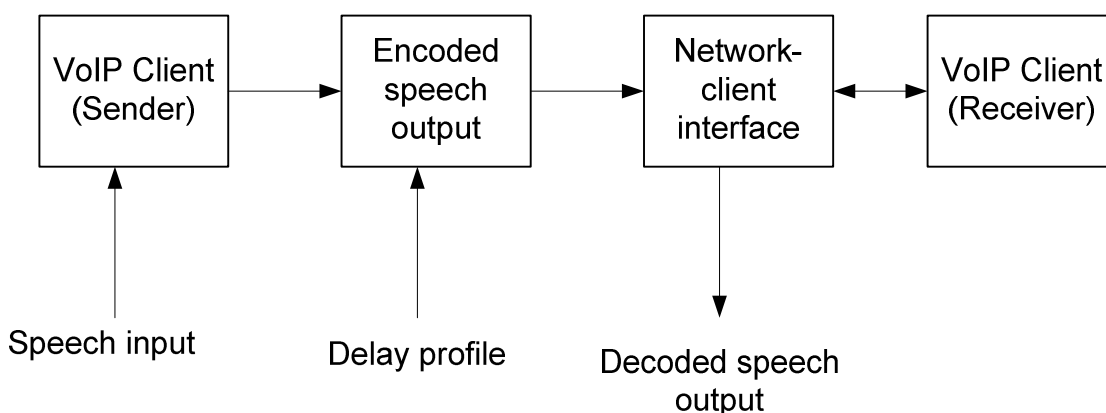 VoIP Client
(Sender)
Encoded
speech
output
Network-
client
interface
VoIP Client
(Receiver)
Speech input
Delay profile
Decoded speech
output